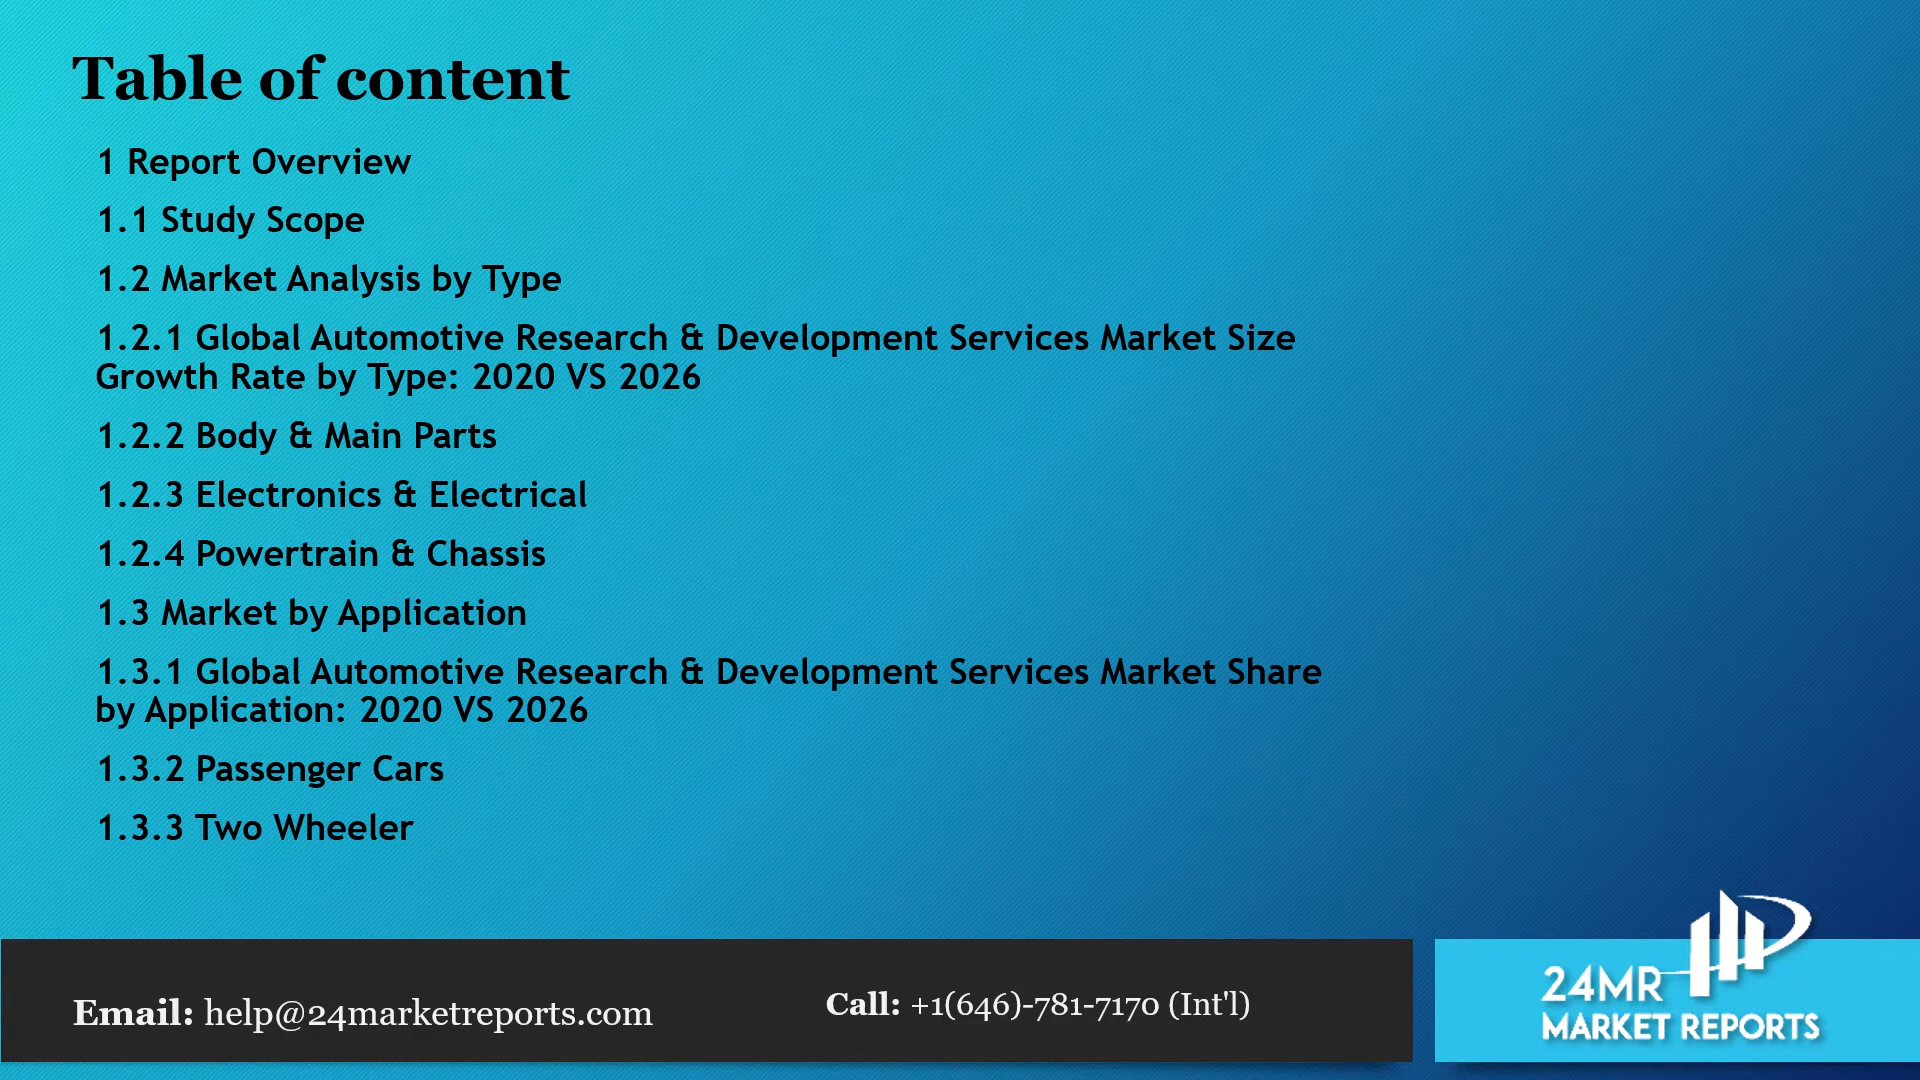 Table of content
1 Report Overview
1.1 Study Scope
1.2 Market Analysis by Type
1.2.1 Global Automotive Research & Development Services Market Size
Growth Rate by Type: 2020 VS 2026
1.2.2 Body & Main Parts
1.2.3 Electronics & Electrical
1.2.4 Powertrain & Chassis
1.3 Market by Application
1.3.1 Global Automotive Research & Development Services Market Share
by Application: 2020 VS 2026
1.3.2 Passenger Cars
1.3.3 Two Wheeler
Email: help@24marketreports.com
Call: +1(646)-781-7170 (Int'l)
24MR
MARKET REPORTS